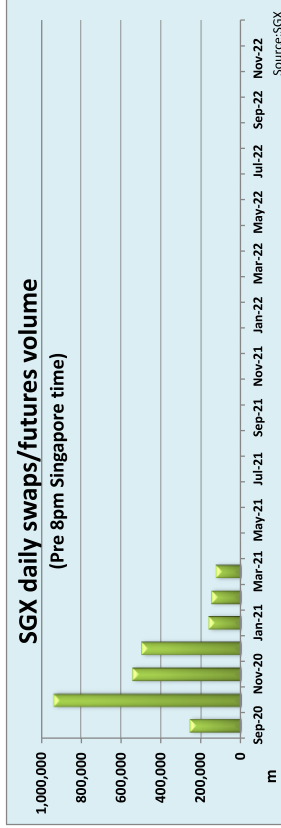 SGX daily swaps/futures volume
(Pre 8pm Singapore time)
1,000,000
800,000
600,000
400,000
200,000
0
m
Sep-20 Nov-20 Jan-21 Mar-21 May-21 Jul-21 Sep-21 Nov-21 Jan-22 Mar-22 May-22 Jul-22 Sep-22 Nov-22
Source:SGX